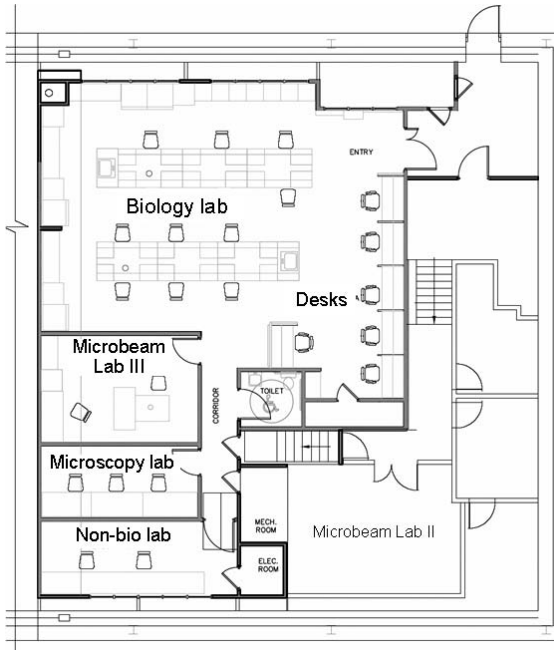 ENTRY
Biology lab
Desks
Microbeam
Lab III
TOILET
CORRIDOR
Microscopy lab
Non-bio lab
MECH.
ROOM
Microbeam Lab II
ELEC.
ROOM